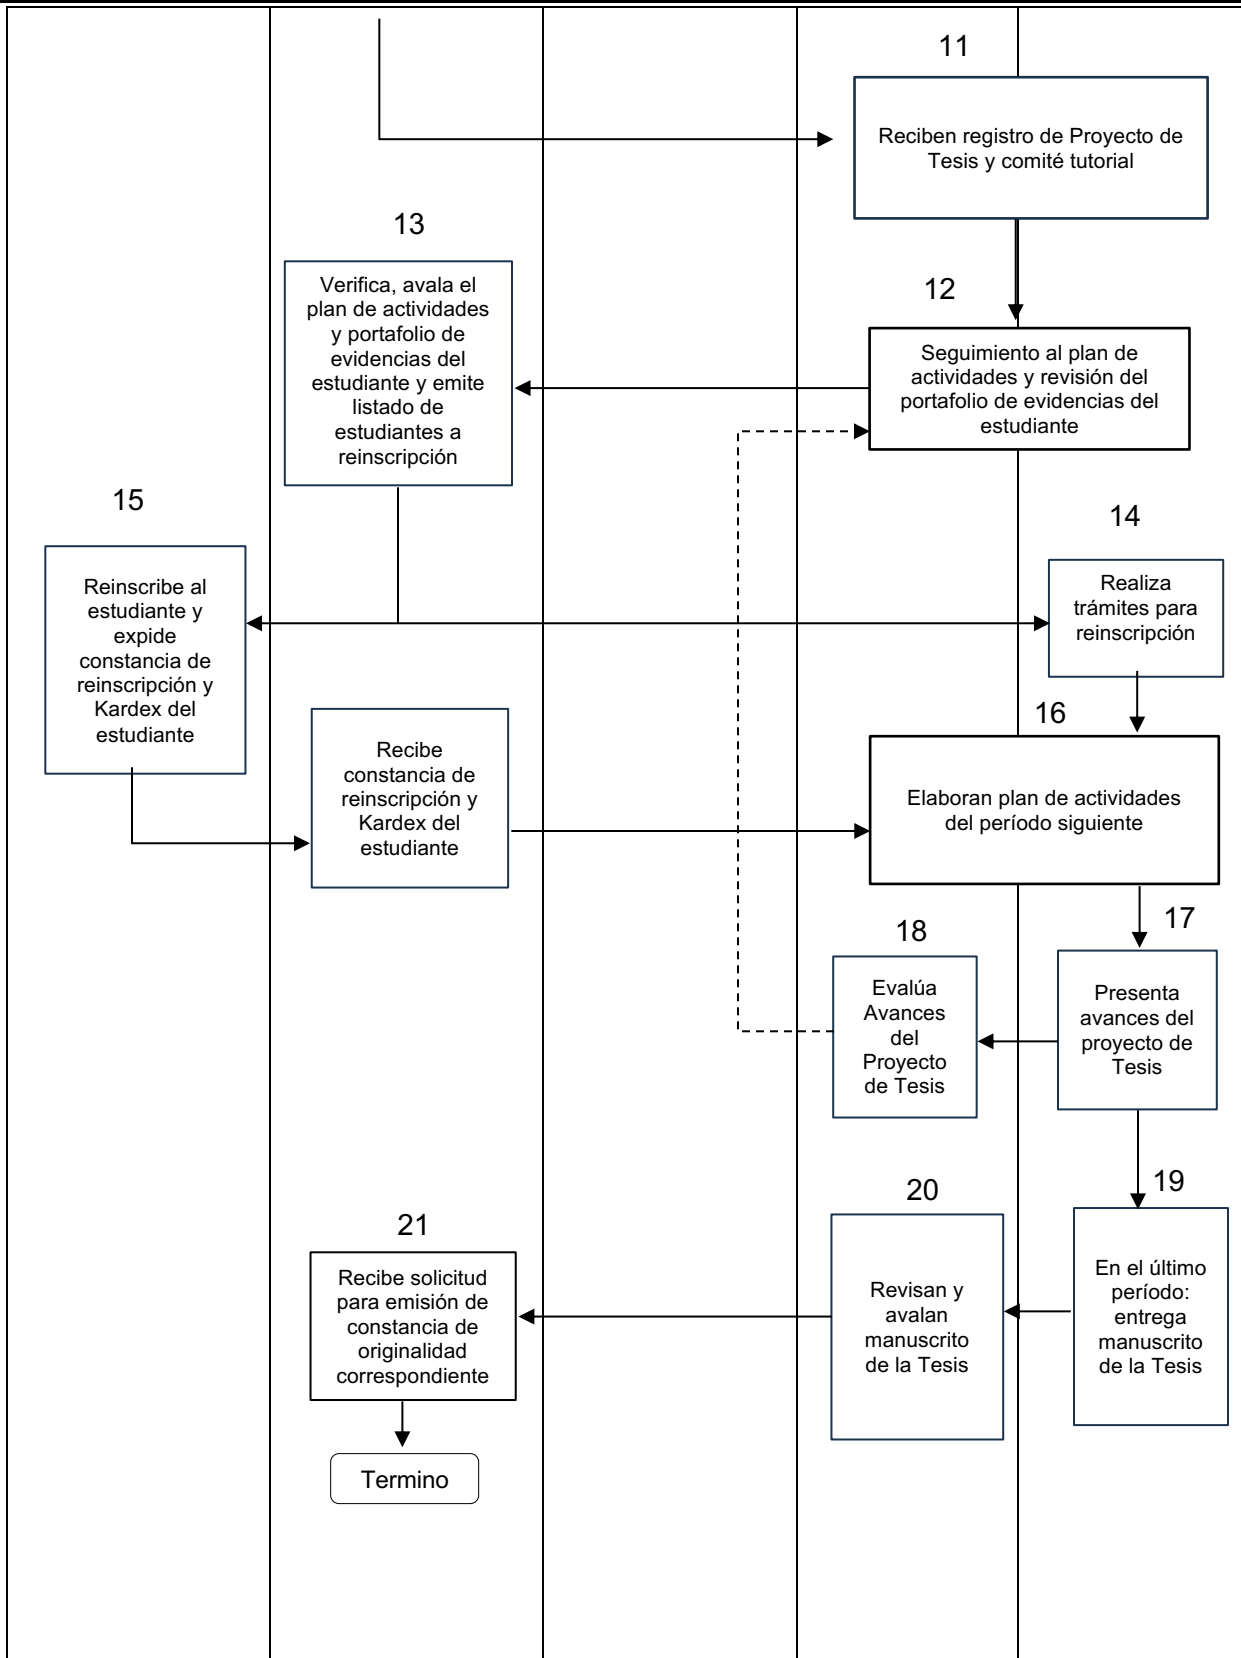 11
Reciben registro de Proyecto de
Tesis y comité tutorial
12
Seguimiento al plan de
actividades y revisión del
portafolio de evidencias del
estudiante
13
Verifica, avala el
plan de actividades
y portafolio de
evidencias del
estudiante y emite
listado de
estudiantes a
reinscripción
14
Realiza
trámites para
reinscripción
15
Reinscribe al
estudiante y
expide
constancia de
reinscripción y
Kardex del
estudiante
Recibe
constancia de
reinscripción y
Kardex del
estudiante
16
Elaboran plan de actividades
del período siguiente
17
Presenta
avances del
proyecto de
Tesis
18
Evalúa
Avances
del
Proyecto
de Tesis
19
En el último
período:
entrega
manuscrito
de la Tesis
20
Revisan y
avalan
manuscrito
de la Tesis
21
Recibe solicitud
para emisión de
constancia de
originalidad
correspondiente
Termino